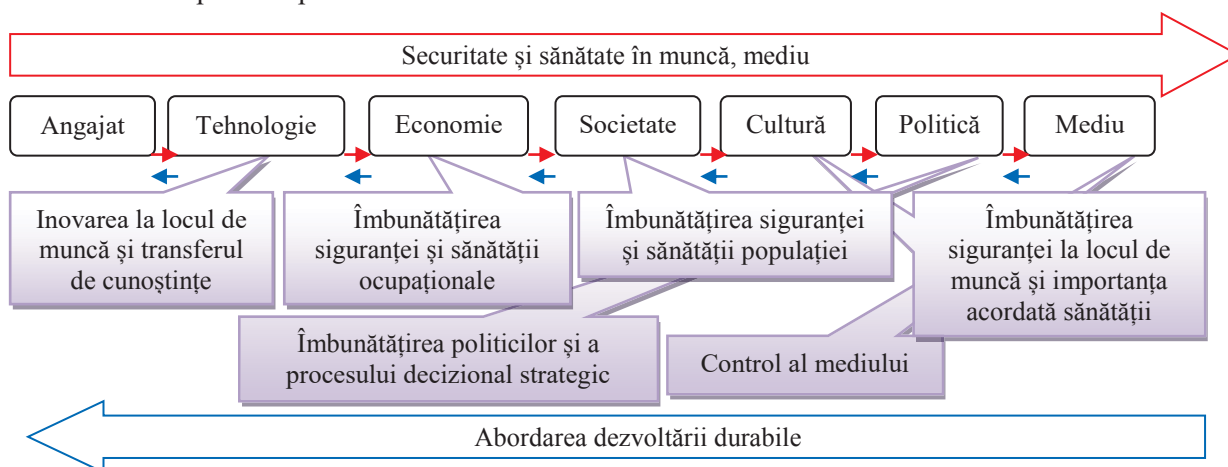 Securitate și sănătate în muncă, mediu
Angajat
Tehnologie
Economie
Societate
Cultură
Politică
Mediu
Inovarea la locul de
muncă și transferul
de cunoștințe
Îmbunătățirea
siguranței și sănătății
ocupaționale
Îmbunătățirea siguranței
și sănătății populației
Îmbunătățirea
siguranței la locul de
muncă și importanța
acordată sănătății
Îmbunătățirea politicilor și a
procesului decizional strategic
Control al mediului
Abordarea dezvoltării durabile